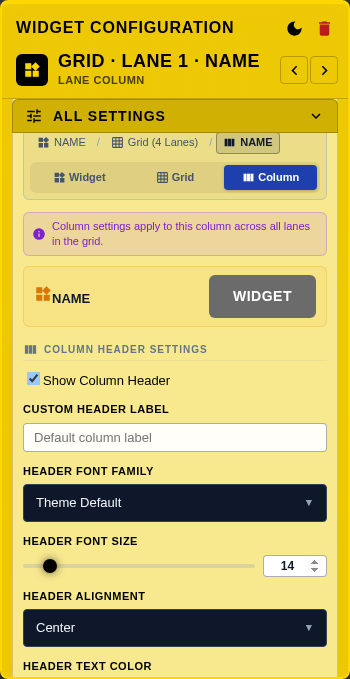 WIDGET CONFIGURATION
GRID · LANE 1 · NAME
LANE COLUMN
ALL SETTINGS
NAME / Grid (4 Lanes) / NAME
Widget Grid Column
Column settings apply to this column across all lanes
in the grid.
NAME WIDGET
COLUMN HEADER SETTINGS
Show Column Header
CUSTOM HEADER LABEL
Default column label
HEADER FONT FAMILY
Theme Default
HEADER FONT SIZE
14
HEADER ALIGNMENT
Center
HEADER TEXT COLOR